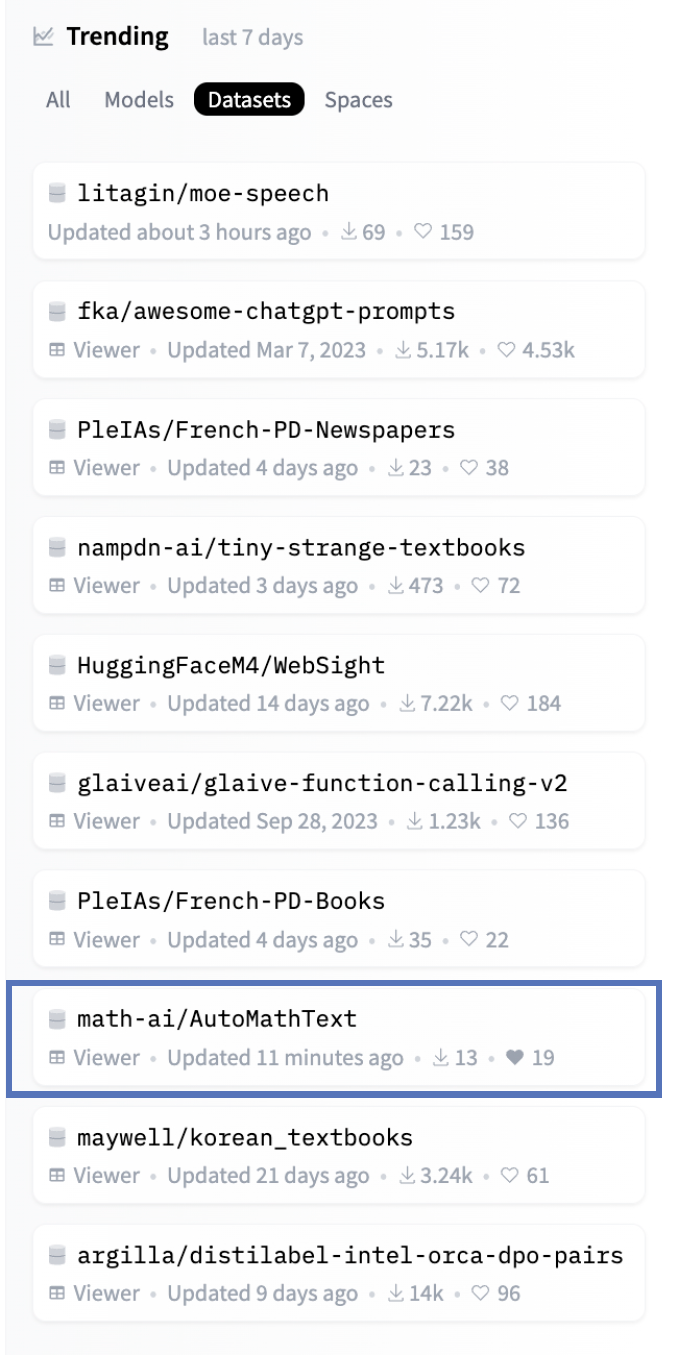 Trending last 7 days
All Models Datasets Spaces
litagin/moe-speech
Updated about 3 hours ago • 69 • 159
fka/awesome-chatgpt-prompts
Viewer • Updated Mar 7, 2023 • 5.17k • 4.53k
PleIAs/French-PD-Newspapers
Viewer • Updated 4 days ago • 23 • 38
nampdn-ai/tiny-strange-textbooks
Viewer • Updated 3 days ago • 473 • 72
HuggingFaceM4/WebSight
Viewer • Updated 14 days ago • 7.22k • 184
glaiveai/glaive-function-calling-v2
Viewer • Updated Sep 28, 2023 • 1.23k • 136
PleIAs/French-PD-Books
Viewer • Updated 4 days ago • 35 • 22
math-ai/AutoMathText
Viewer • Updated 11 minutes ago • 13 • 19
maywell/korean_textbooks
Viewer • Updated 21 days ago • 3.24k • 61
argilla/distilabel-intel-orca-dpo-pairs
Viewer • Updated 9 days ago • 14k • 96